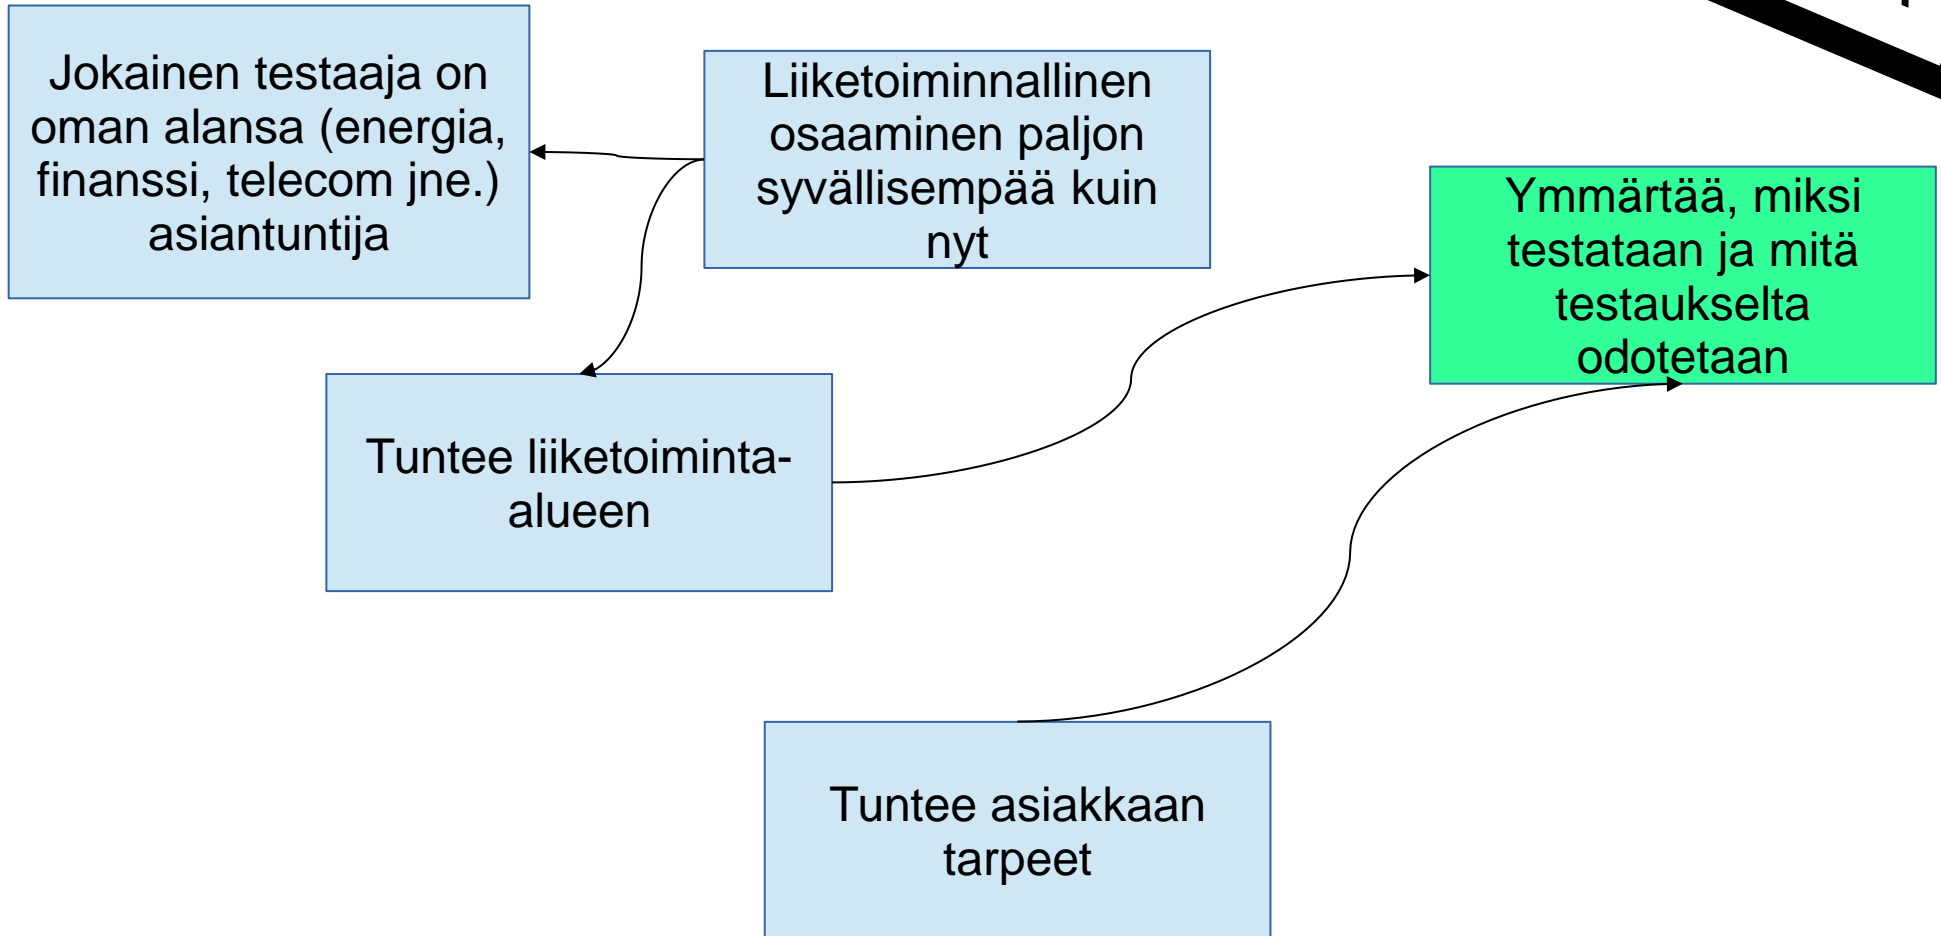 Jokainen testaaja on
oman alansa (energia,
finanssi, telecom jne.)
asiantuntija
Liiketoiminnallinen
osaaminen paljon
syvällisempää kuin
nyt
Ymmärtää, miksi
testataan ja mitä
testaukselta
odotetaan
Tuntee liiketoiminta-
alueen
Tuntee asiakkaan
tarpeet